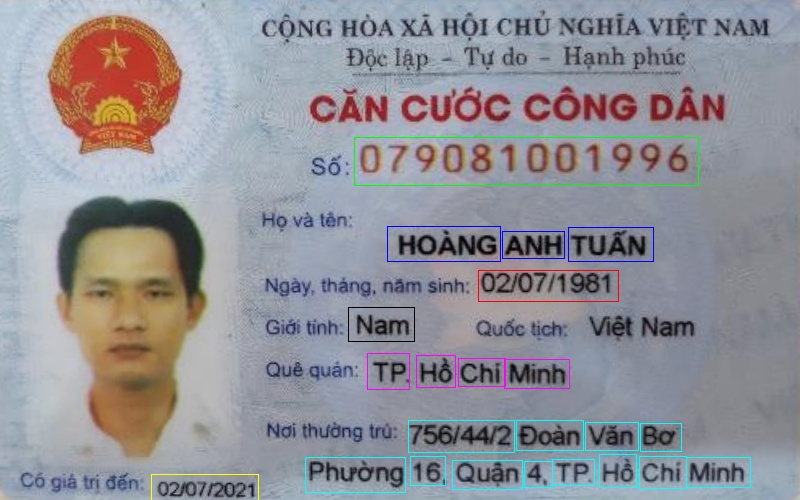 CỘNG HÒA XÃ HỘI CHỦ NGHĨA VIỆT NAM
Độc lập - Tự do - Hạnh phúc
CĂN CƯỚC CÔNG DÂN
Số: 079081001996
Họ và tên:
HOÀNG ANH TUẤN
Ngày, tháng, năm sinh: 02/07/1981
Giới tính: Nam Quốc tịch: Việt Nam
Quê quán: TP. Hồ Chí Minh
Nơi thường trú: 756/44/2 Đoàn Văn Bơ
Phường 16, Quận 4, TP. Hồ Chí Minh
Có giá trị đến: 02/07/2021